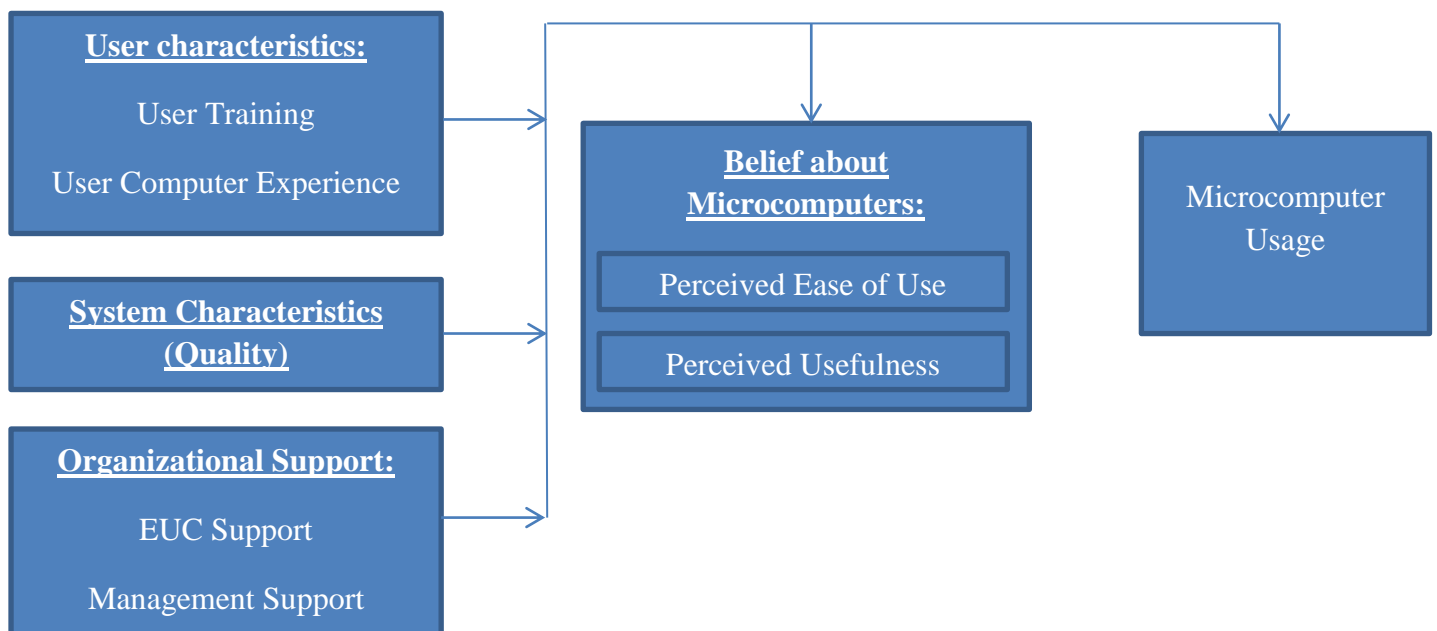 User characteristics:
User Training
User Computer Experience
System Characteristics
(Quality)
Organizational Support:
EUC Support
Management Support
Belief about
Microcomputers:
Perceived Ease of Use
Perceived Usefulness
Microcomputer
Usage